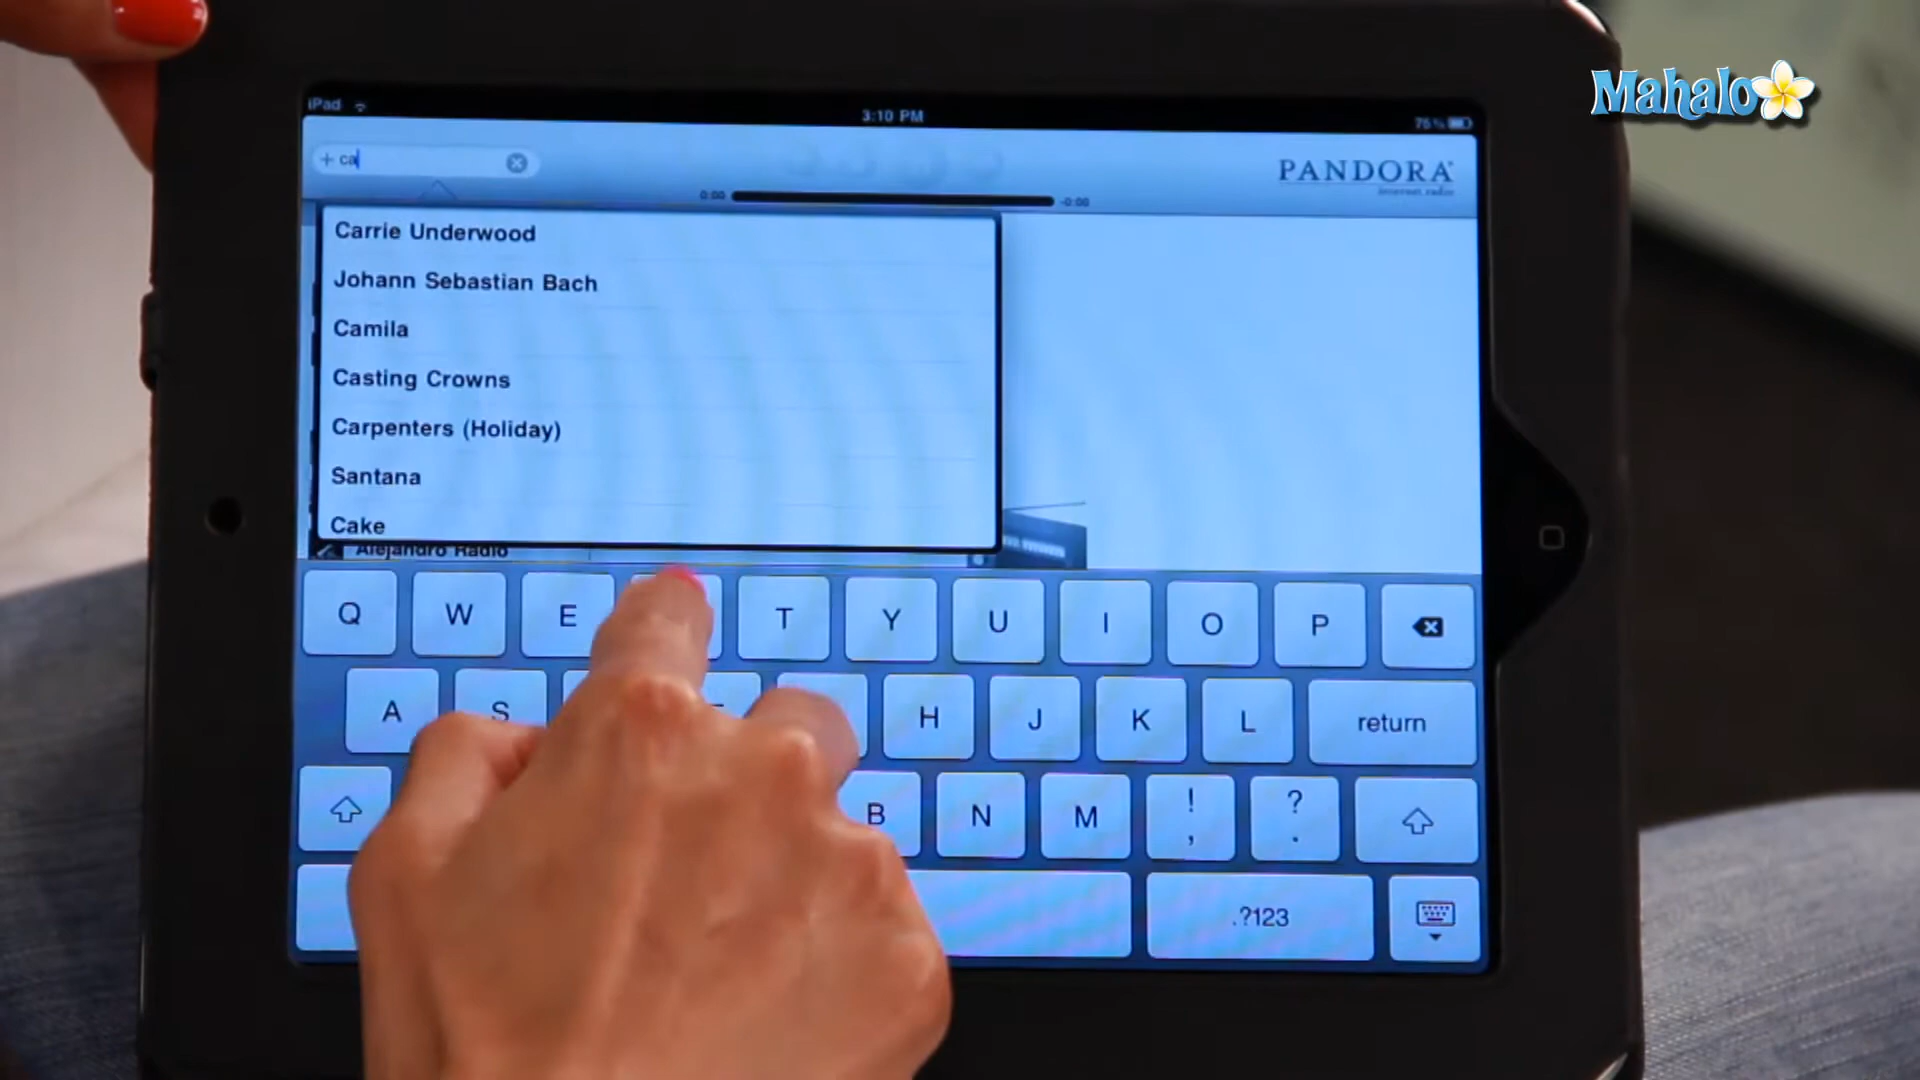 Mahalo
iPad
3:10 PM
75%
+ ca
PANDORA
internet radio
0:00
-0:00
Carrie Underwood
Johann Sebastian Bach
Camila
Casting Crowns
Carpenters (Holiday)
Santana
Cake
Alejandro Radio
Q W E T Y U I O P
A S H J K L return
B N M ! , ? .
.?123